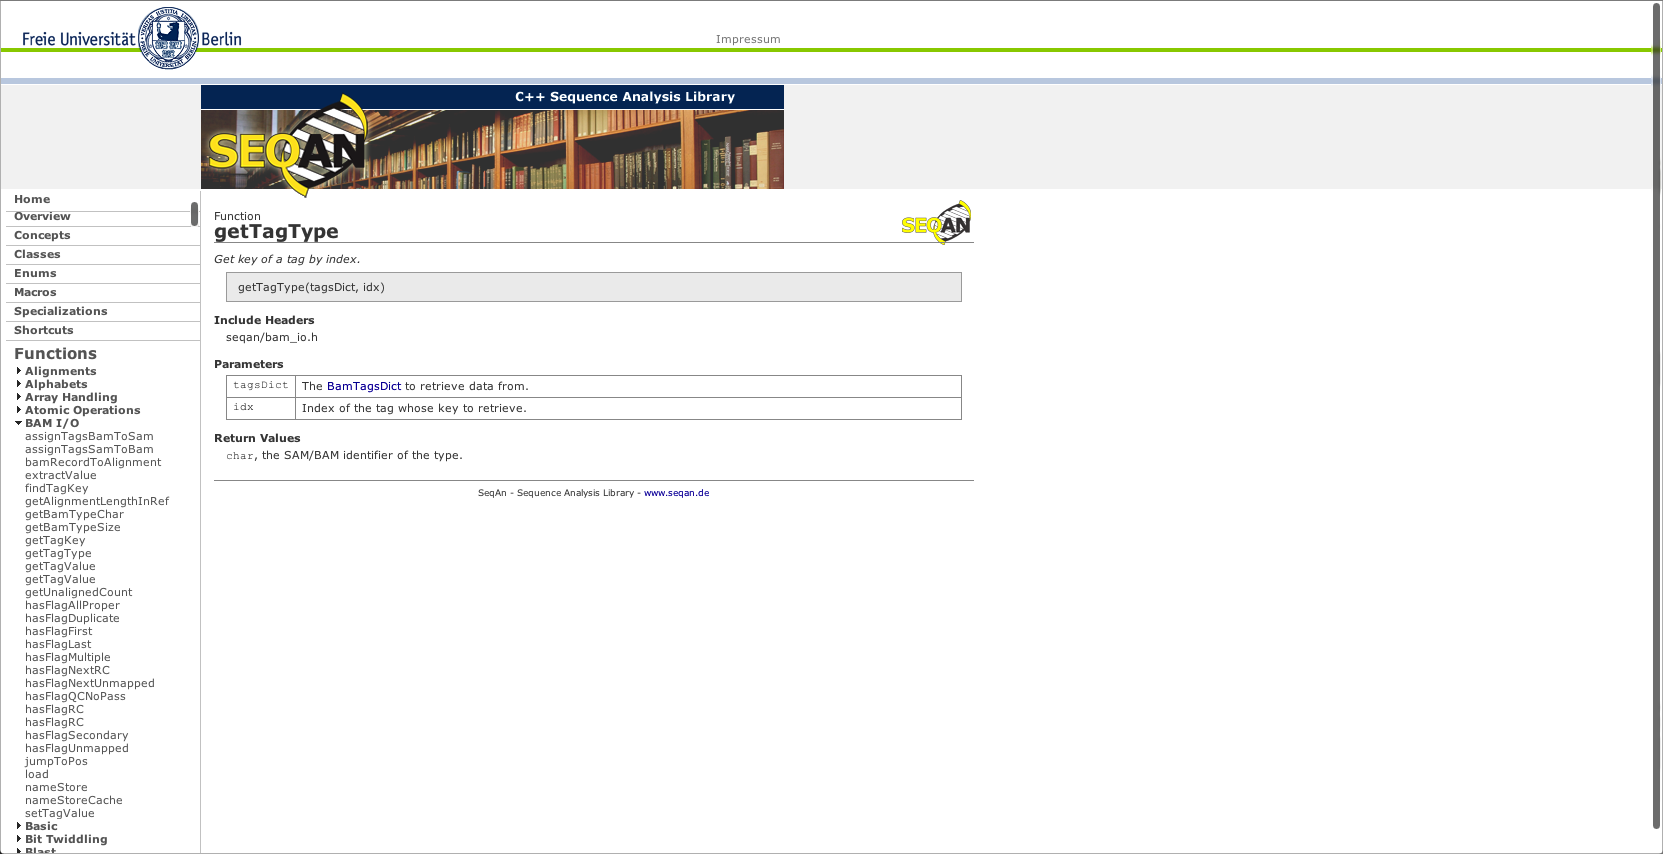 Freie Universität Berlin
Impressum
C++ Sequence Analysis Library
SEQAN
Home
Overview
Concepts
Classes
Enums
Macros
Specializations
Shortcuts
Functions
Alignments
Alphabets
Array Handling
Atomic Operations
BAM I/O
assignTagsBamToSam
assignTagsSamToBam
bamRecordToAlignment
extractValue
findTagKey
getAlignmentLengthInRef
getBamTypeChar
getBamTypeSize
getTagKey
getTagType
getTagValue
getTagValue
getUnalignedCount
hasFlagAllProper
hasFlagDuplicate
hasFlagFirst
hasFlagLast
hasFlagMultiple
hasFlagNextRC
hasFlagNextUnmapped
hasFlagQCNoPass
hasFlagRC
hasFlagRC
hasFlagSecondary
hasFlagUnmapped
jumpToPos
load
nameStore
nameStoreCache
setTagValue
Basic
Bit Twiddling
Blast
Function
getTagType
SEQAN
Get key of a tag by index.
getTagType(tagsDict, idx)
Include Headers
seqan/bam_io.h
Parameters
tagsDict The BamTagsDict to retrieve data from.
idx Index of the tag whose key to retrieve.
Return Values
char, the SAM/BAM identifier of the type.
SeqAn - Sequence Analysis Library - www.seqan.de